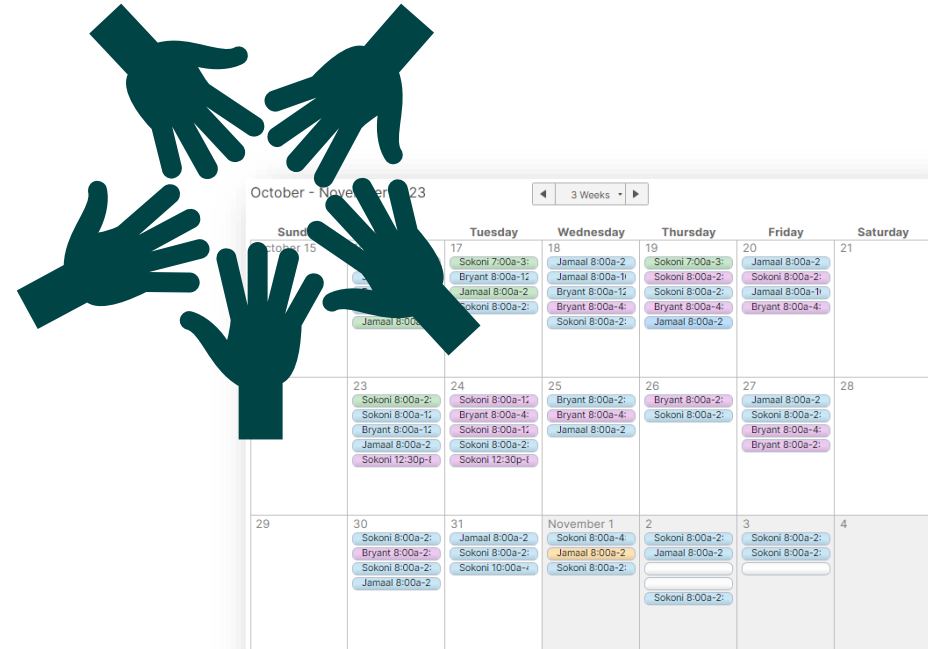 October - Nove er 23
3 Weeks
Sund Tuesday Wednesday Thursday Friday Saturday
ctober 15 17 18 19 20 21
Sokoni 7:00a-3: Jamaal 8:00a-2 Sokoni 7:00a-3: Jamaal 8:00a-2
Bryant 8:00a-12 Jamaal 8:00a-1 Sokoni 8:00a-2: Sokoni 8:00a-2:
Jamaal 8:00a-2 Bryant 8:00a-12 Sokoni 8:00a-2: Jamaal 8:00a-1
okoni 8:00a-2: Bryant 8:00a-4: Bryant 8:00a-4: Bryant 8:00a-4:
Jamaal 8:00a Sokoni 8:00a-2: Jamaal 8:00a-2
23 24 25 26 27 28
Sokoni 8:00a-2: Sokoni 8:00a-12 Bryant 8:00a-2: Bryant 8:00a-2: Jamaal 8:00a-2
Sokoni 8:00a-12 Bryant 8:00a-4: Bryant 8:00a-4: Sokoni 8:00a-2: Sokoni 8:00a-2:
Bryant 8:00a-12 Sokoni 8:00a-12 Jamaal 8:00a-2 Bryant 8:00a-4:
Jamaal 8:00a-2 Sokoni 8:00a-2: Bryant 8:00a-2:
Sokoni 12:30p-8 Sokoni 12:30p-8
29 30 31 November 1 2 3 4
Sokoni 8:00a-2: Jamaal 8:00a-2 Sokoni 8:00a-4: Sokoni 8:00a-2: Sokoni 8:00a-2:
Bryant 8:00a-2: Sokoni 8:00a-2: Jamaal 8:00a-2 Jamaal 8:00a-2 Sokoni 8:00a-2:
Sokoni 8:00a-2: Sokoni 10:00a-4 Sokoni 8:00a-2:
Jamaal 8:00a-2
Sokoni 8:00a-2: